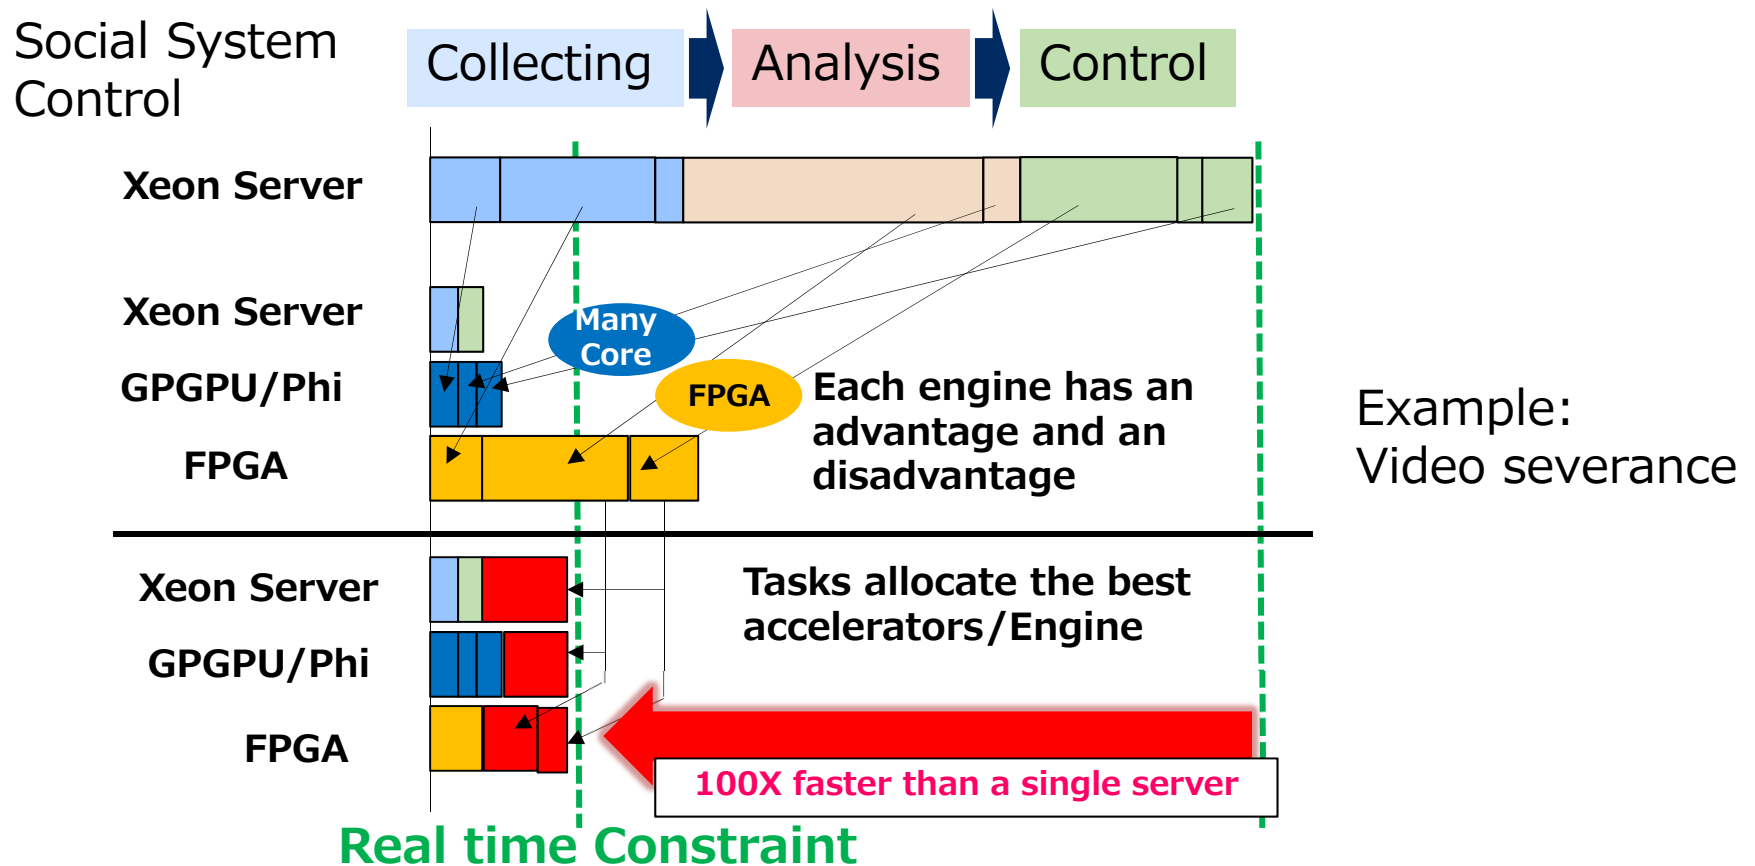 Social System
Control
Collecting
Analysis
Control
Xeon Server
Xeon Server
Many
Core
GPGPU/Phi
FPGA
Each engine has an
advantage and an
disadvantage
FPGA
Example:
Video severance
Xeon Server
Tasks allocate the best
accelerators/Engine
GPGPU/Phi
FPGA
100X faster than a single server
Real time Constraint